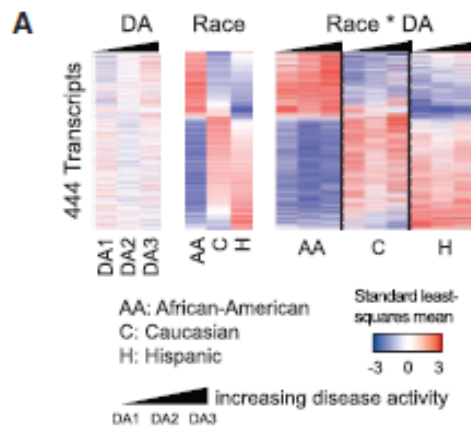 A
DA Race Race * DA
444 Transcripts
DA1 DA2 DA3 AA C H AA C H
AA: African-American
C: Caucasian
H: Hispanic
Standard least-
squares mean
-3 0 3
increasing disease activity
DA1 DA2 DA3